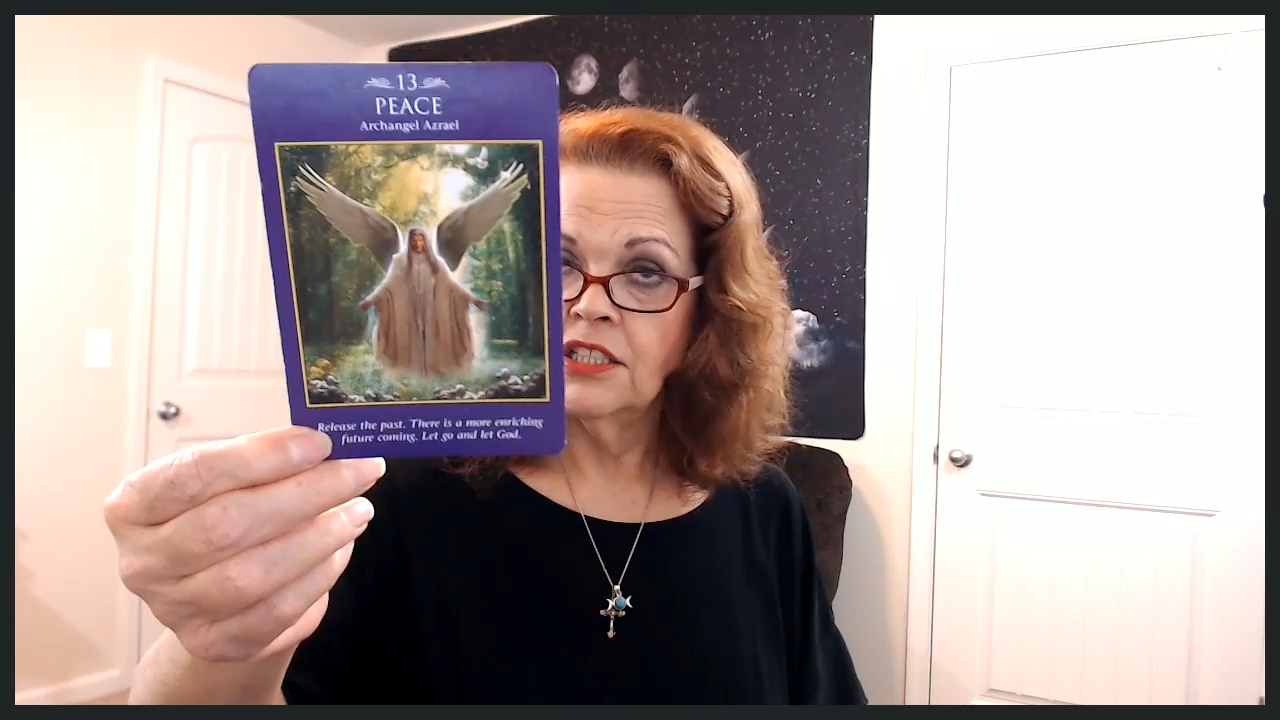 13
PEACE
Archangel Azrael
Release the past. There is a more enriching
future coming. Let go and let God.